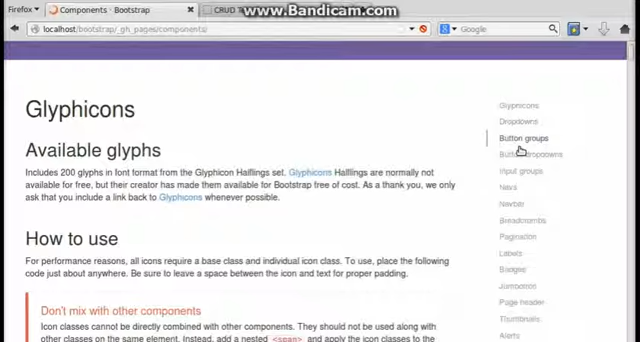 www.Bandicam.com
Firefox
Components · Bootstrap
CRUD
localhost/bootstrap/_gh_pages/components/
Google
Glyphicons
Available glyphs
Includes 200 glyphs in font format from the Glyphicon Halflings set. Glyphicons Halflings are normally not
available for free, but their creator has made them available for Bootstrap free of cost. As a thank you, we only
ask that you include a link back to Glyphicons whenever possible.
How to use
For performance reasons, all icons require a base class and individual icon class. To use, place the following
code just about anywhere. Be sure to leave a space between the icon and text for proper padding.
Don't mix with other components
Icon classes cannot be directly combined with other components. They should not be used along with
other classes on the same element. Instead, add a nested <span> and apply the icon classes to the
Glyphicons
Dropdowns
Button groups
Button dropdowns
Input groups
Navs
Navbar
Breadcrumbs
Pagination
Labels
Badges
Jumbotron
Page header
Thumbnails
Alerts